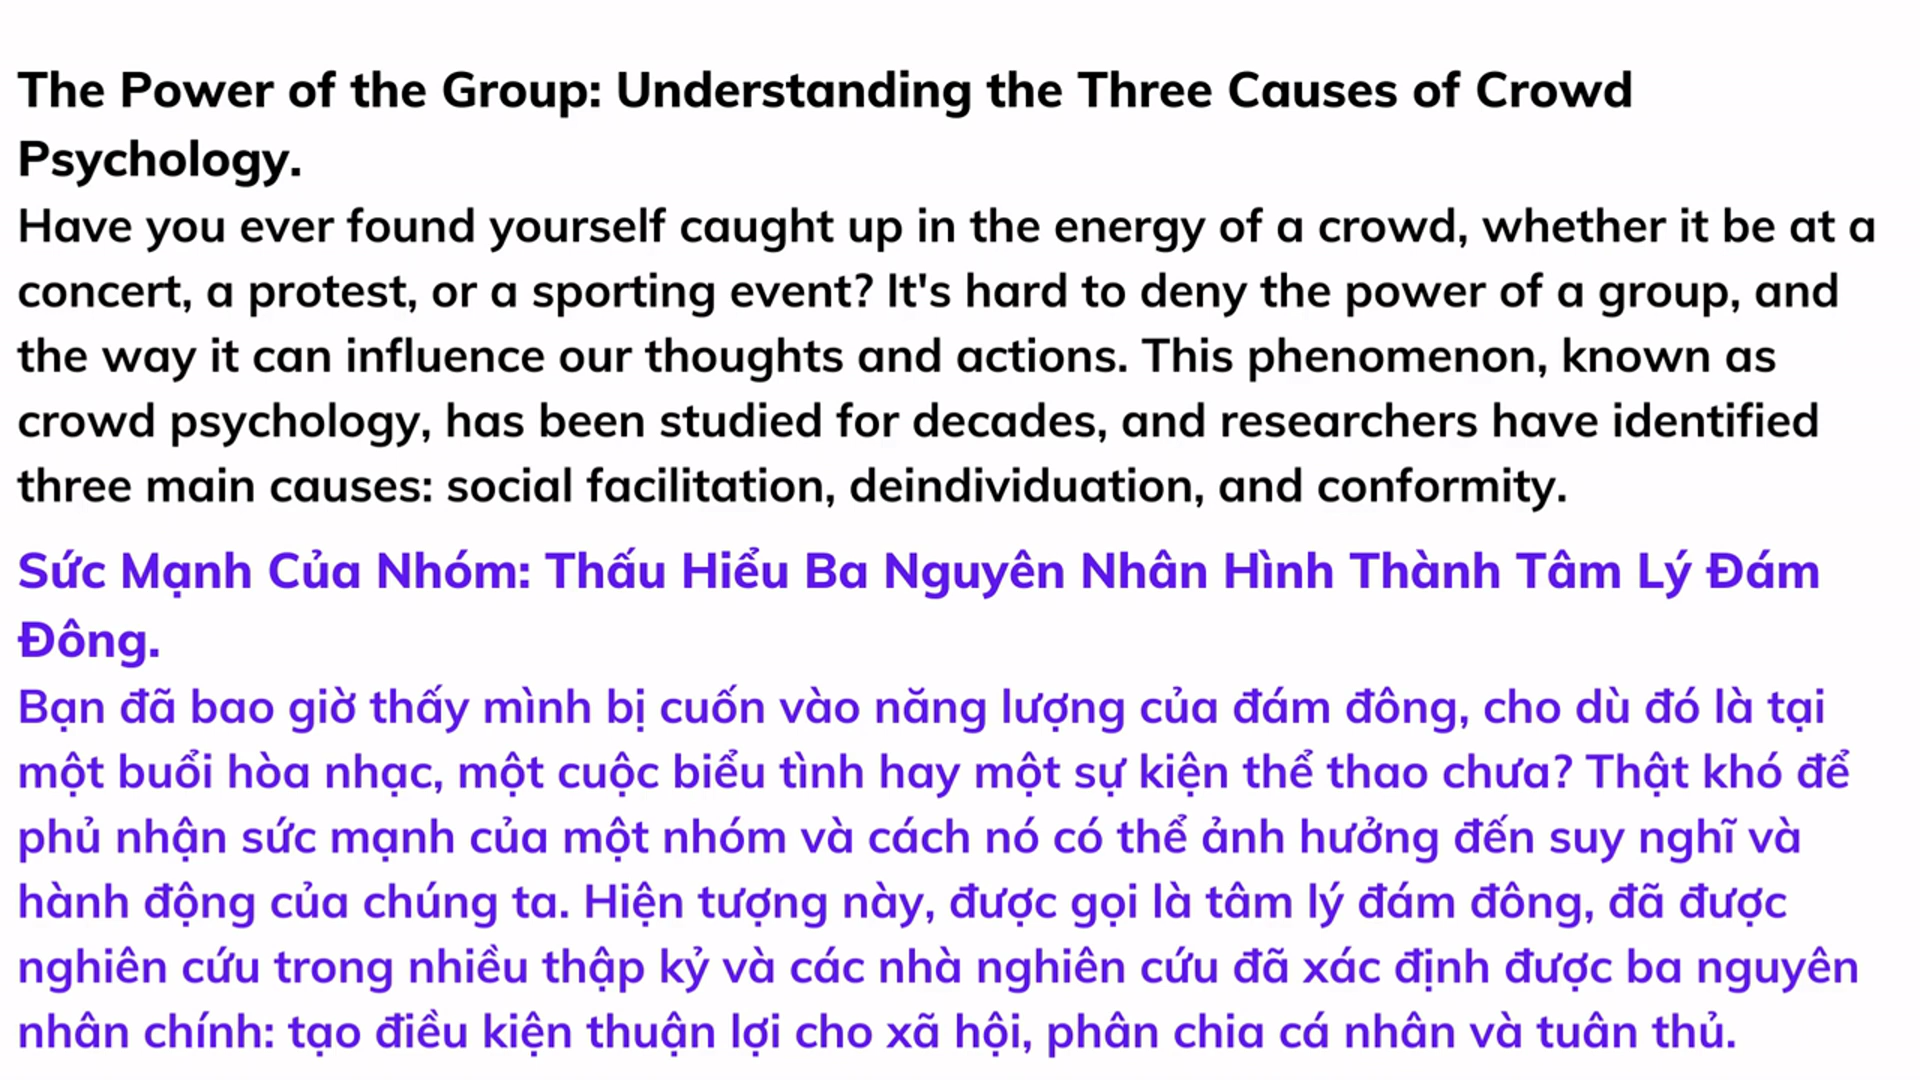 The Power of the Group: Understanding the Three Causes of Crowd
Psychology.
Have you ever found yourself caught up in the energy of a crowd, whether it be at a
concert, a protest, or a sporting event? It's hard to deny the power of a group, and
the way it can influence our thoughts and actions. This phenomenon, known as
crowd psychology, has been studied for decades, and researchers have identified
three main causes: social facilitation, deindividuation, and conformity.
Sức Mạnh Của Nhóm: Thấu Hiểu Ba Nguyên Nhân Hình Thành Tâm Lý Đám
Đông.
Bạn đã bao giờ thấy mình bị cuốn vào năng lượng của đám đông, cho dù đó là tại
một buổi hòa nhạc, một cuộc biểu tình hay một sự kiện thể thao chưa? Thật khó để
phủ nhận sức mạnh của một nhóm và cách nó có thể ảnh hưởng đến suy nghĩ và
hành động của chúng ta. Hiện tượng này, được gọi là tâm lý đám đông, đã được
nghiên cứu trong nhiều thập kỷ và các nhà nghiên cứu đã xác định được ba nguyên
nhân chính: tạo điều kiện thuận lợi cho xã hội, phân chia cá nhân và tuân thủ.